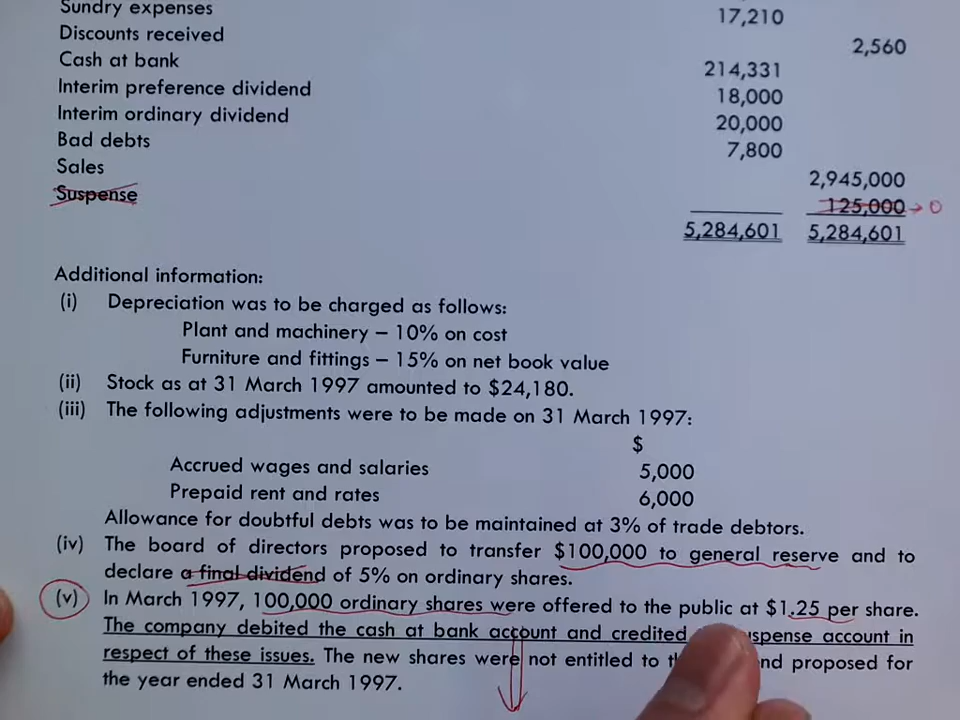 Sundry expenses 17,210
Discounts received 2,560
Cash at bank 214,331
Interim preference dividend 18,000
Interim ordinary dividend 20,000
Bad debts 7,800
Sales 2,945,000
Suspense 125,000 → 0
5,284,601 5,284,601
Additional information:
(i) Depreciation was to be charged as follows:
Plant and machinery – 10% on cost
Furniture and fittings – 15% on net book value
(ii) Stock as at 31 March 1997 amounted to $24,180.
(iii) The following adjustments were to be made on 31 March 1997:
$
Accrued wages and salaries 5,000
Prepaid rent and rates 6,000
Allowance for doubtful debts was to be maintained at 3% of trade debtors.
(iv) The board of directors proposed to transfer $100,000 to general reserve and to
declare a final dividend of 5% on ordinary shares.
(v) In March 1997, 100,000 ordinary shares were offered to the public at $1.25 per share.
The company debited the cash at bank account and credited account in
respect of these issues. The new shares were not entitled to proposed for
the year ended 31 March 1997.